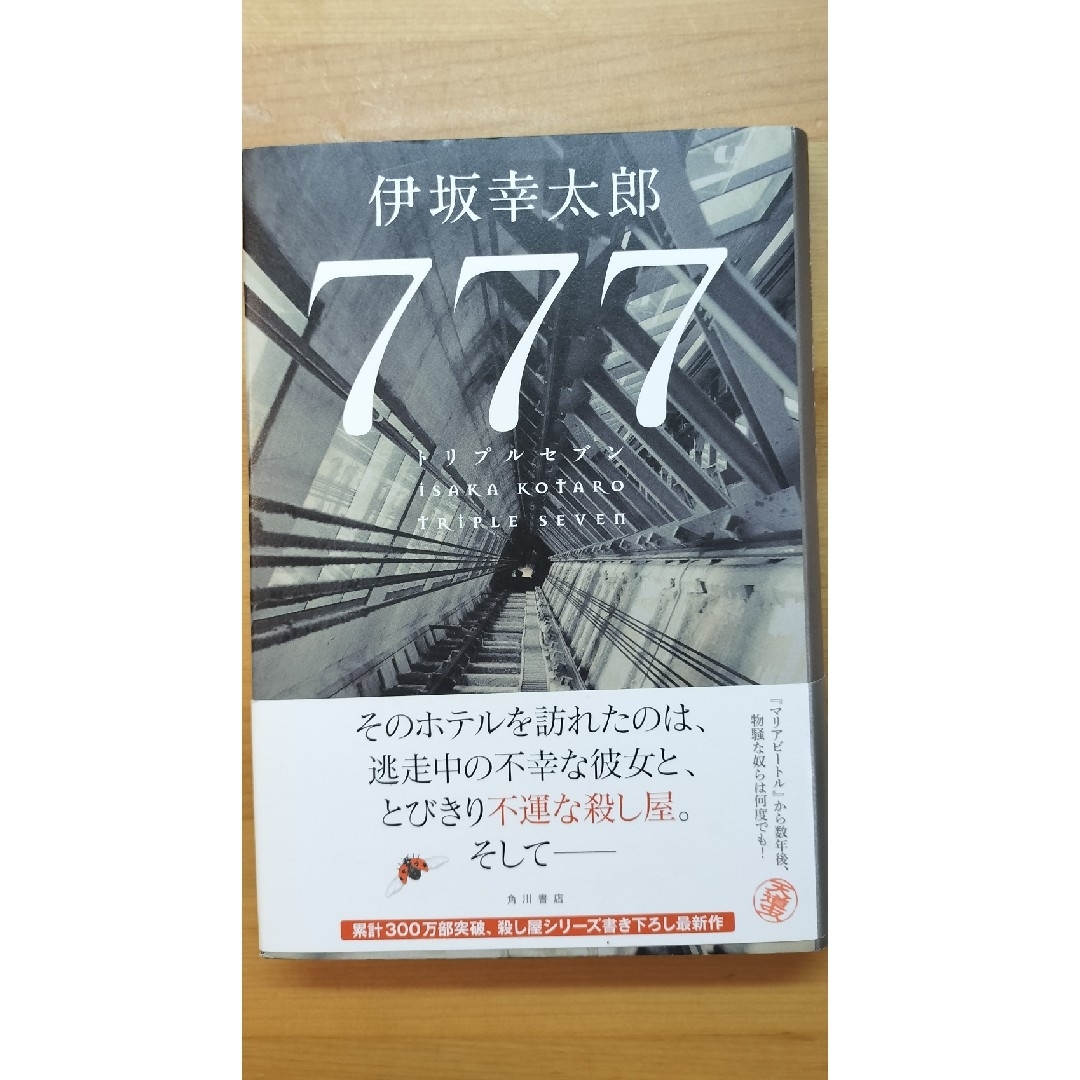 伊坂幸太郎
777
トリプルセブン
ISAKA KOTARO
TRIPLE SEVEN
そのホテルを訪れたのは、
逃走中の不幸な彼女と、
とびきり不運な殺し屋。
そして――
『マリアビートル』から数年後、
物騒な奴らは何度でも!
天道虫
角川書店
累計300万部突破、殺し屋シリーズ書き下ろし最新作